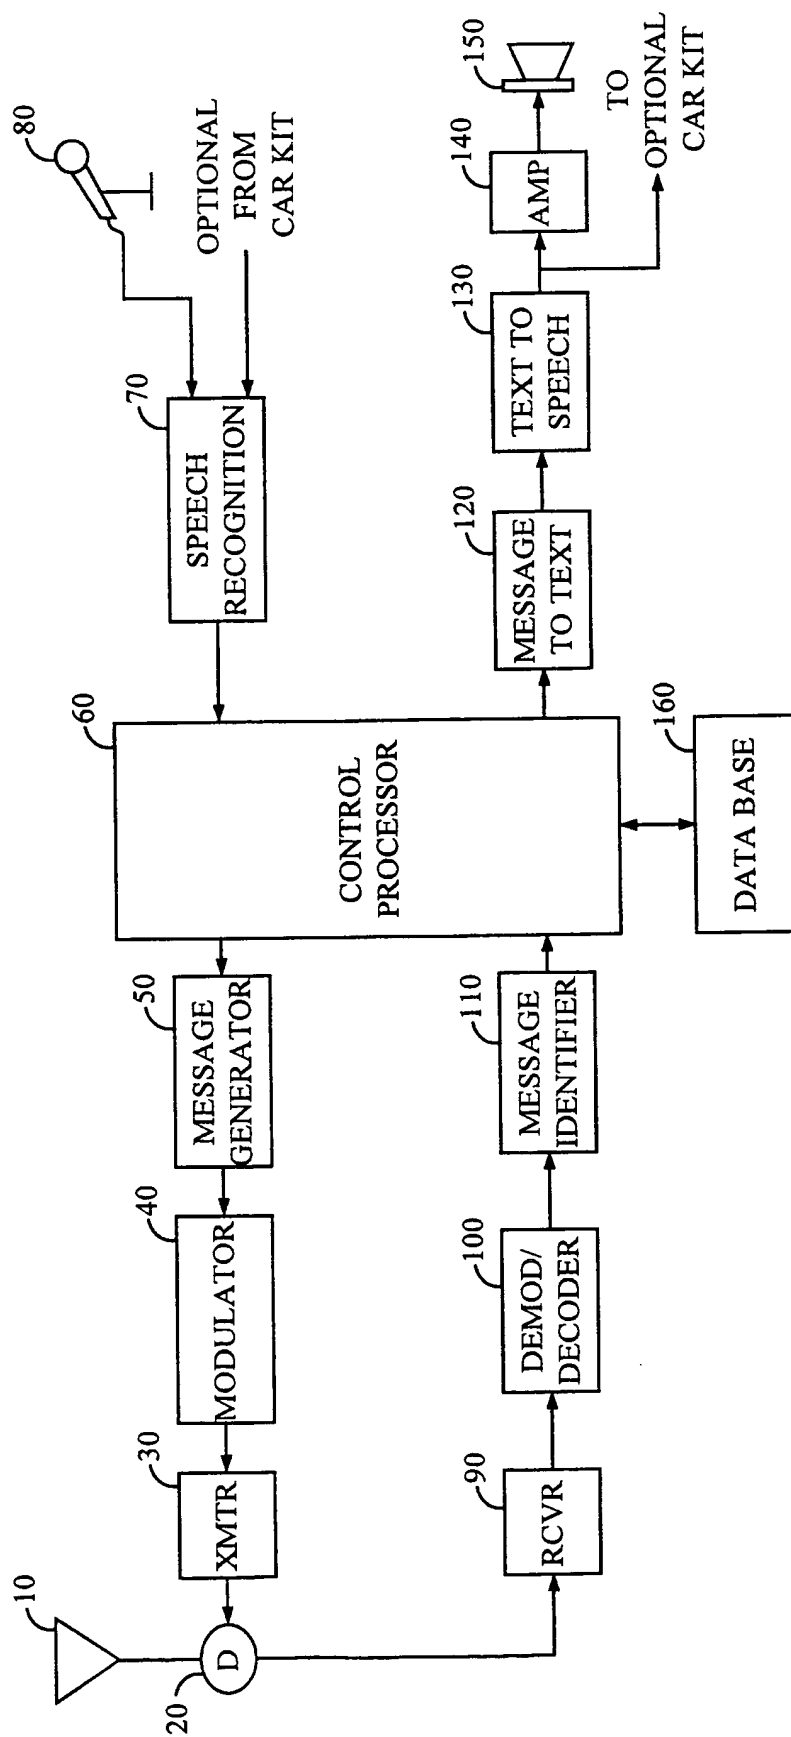 10
20
D
30
XMTR
40
MODULATOR
50
MESSAGE
GENERATOR
60
CONTROL
PROCESSOR
70
SPEECH
RECOGNITION
80
OPTIONAL
FROM
CAR KIT
90
RCVR
100
DEMOD/
DECODER
110
MESSAGE
IDENTIFIER
120
MESSAGE
TO TEXT
130
TEXT TO
SPEECH
140
AMP
150
TO
OPTIONAL
CAR KIT
160
DATA BASE